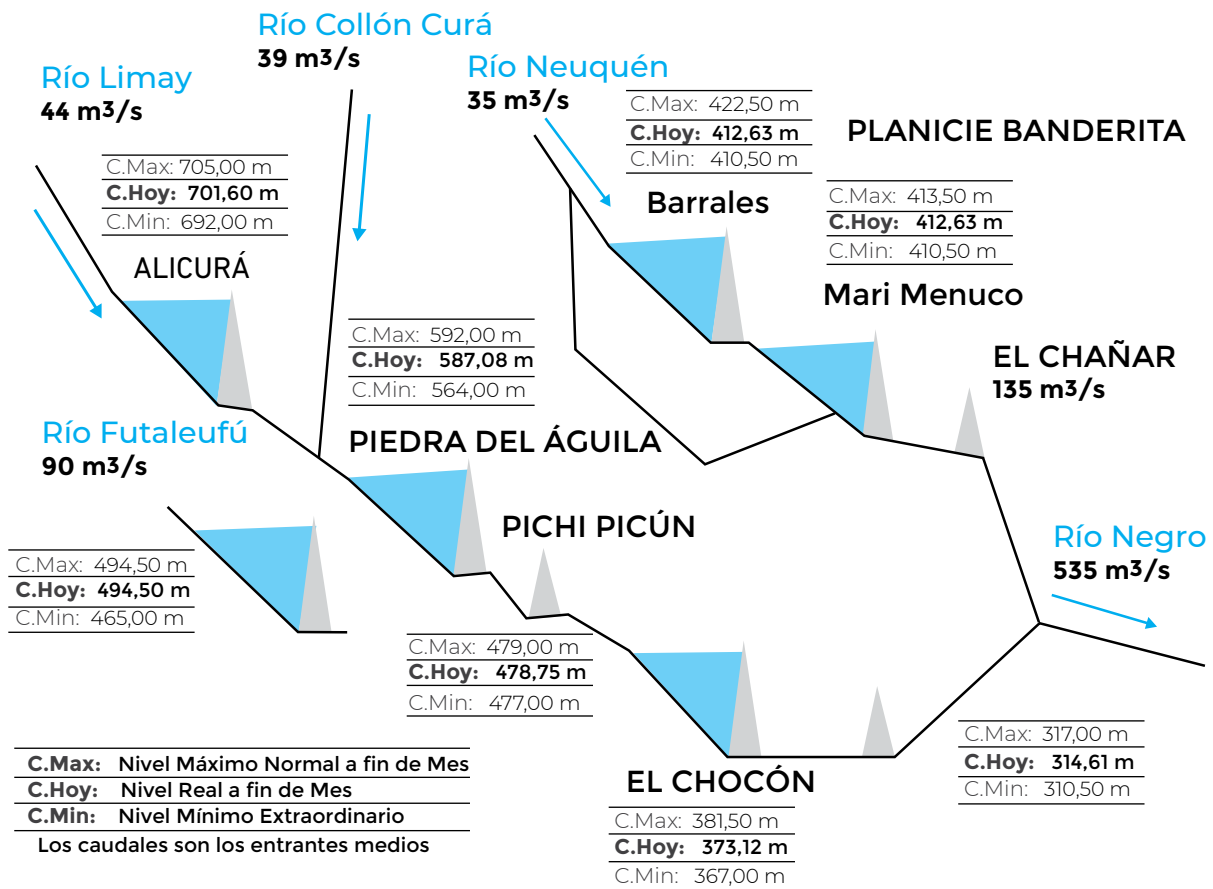 Río Limay
44 m3/s
C.Max: 705,00 m
C.Hoy: 701,60 m
C.Min: 692,00 m
ALICURÁ
Río Collón Curá
39 m3/s
Río Neuquén
35 m3/s
C.Max: 422,50 m
C.Hoy: 412,63 m
C.Min: 410,50 m
Barrales
PLANICIE BANDERITA
C.Max: 413,50 m
C.Hoy: 412,63 m
C.Min: 410,50 m
Mari Menuco
EL CHAÑAR
135 m3/s
C.Max: 592,00 m
C.Hoy: 587,08 m
C.Min: 564,00 m
PIEDRA DEL ÁGUILA
Río Futaleufú
90 m3/s
C.Max: 494,50 m
C.Hoy: 494,50 m
C.Min: 465,00 m
PICHI PICÚN
C.Max: 479,00 m
C.Hoy: 478,75 m
C.Min: 477,00 m
Río Negro
535 m3/s
C.Max: 317,00 m
C.Hoy: 314,61 m
C.Min: 310,50 m
EL CHOCÓN
C.Max: 381,50 m
C.Hoy: 373,12 m
C.Min: 367,00 m
C.Max: Nivel Máximo Normal a fin de Mes
C.Hoy: Nivel Real a fin de Mes
C.Min: Nivel Mínimo Extraordinario
Los caudales son los entrantes medios